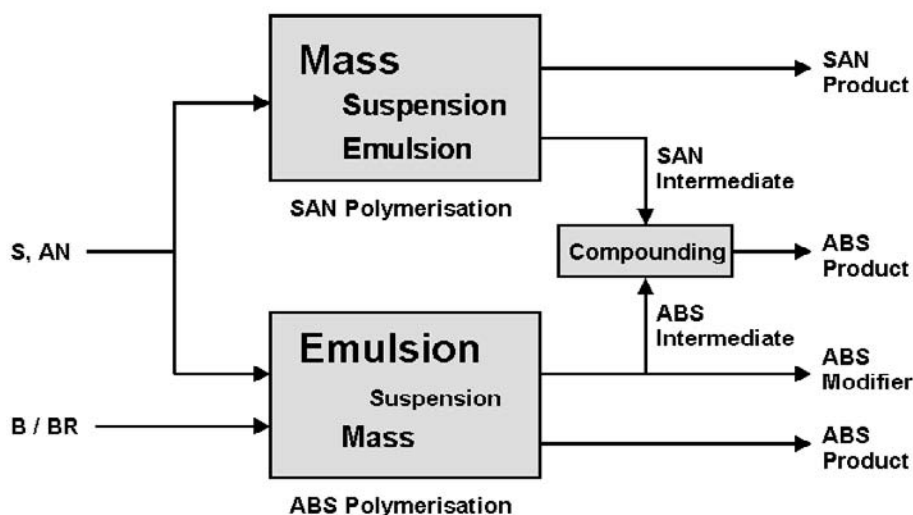 Mass
Suspension
Emulsion
SAN Polymerisation
SAN
Product
SAN
Intermediate
S, AN
Compounding
ABS
Product
ABS
Intermediate
Emulsion
Suspension
Mass
ABS Polymerisation
B / BR
ABS
Modifier
ABS
Product